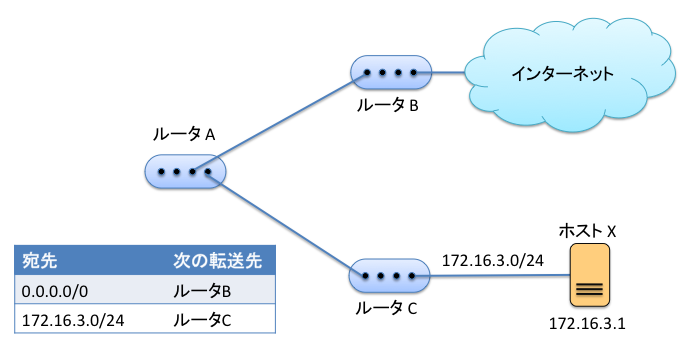 インターネット
ルータ B
ルータ A
ホスト X
172.16.3.0/24
宛先 次の転送先
0.0.0.0/0 ルータB
172.16.3.0/24 ルータC
ルータ C
172.16.3.1